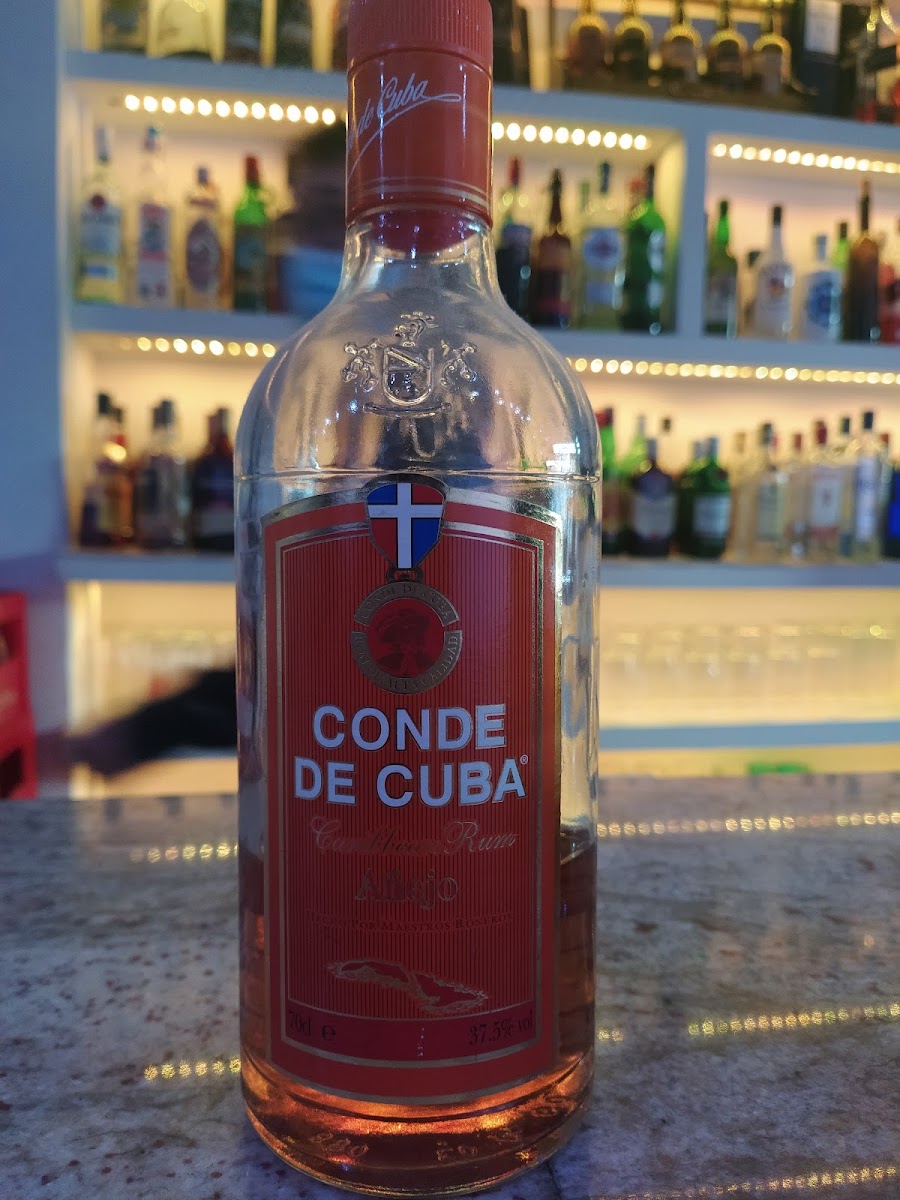 de Cuba
CONDE
DE CUBA®
Caribbean Rum
Añejo
70cl e
37.5% vol